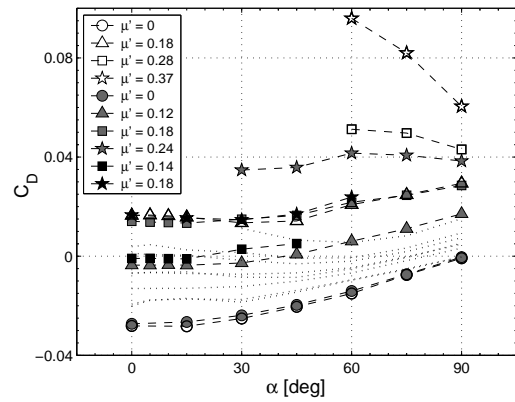 μ' = 0
μ' = 0.18
μ' = 0.28
μ' = 0.37
μ' = 0
μ' = 0.12
μ' = 0.18
μ' = 0.24
μ' = 0.14
μ' = 0.18
0.08
0.04
0
−0.04
C_D
0 30 60 90
α [deg]